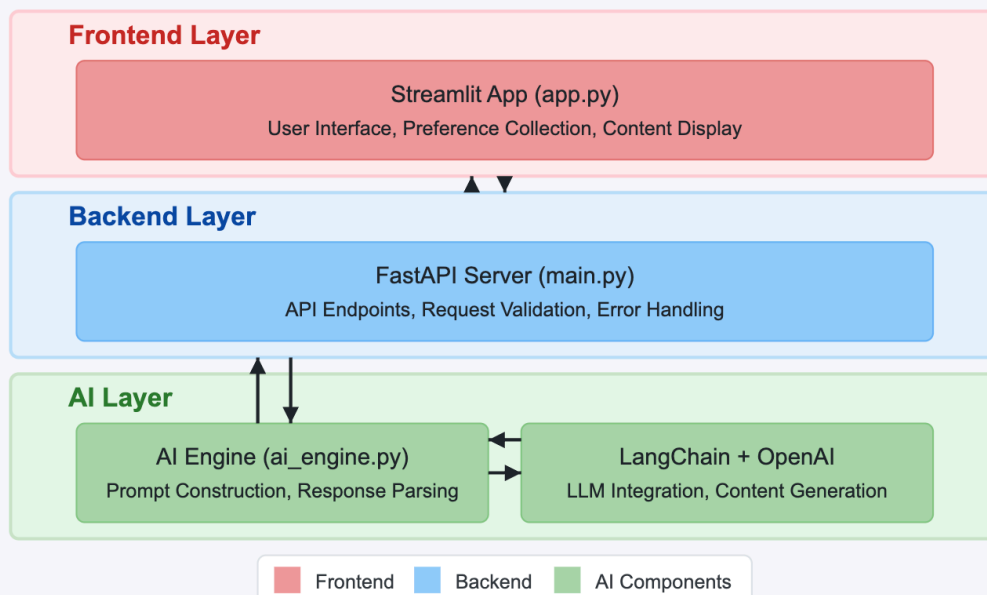 Frontend Layer
Streamlit App (app.py)
User Interface, Preference Collection, Content Display
Backend Layer
FastAPI Server (main.py)
API Endpoints, Request Validation, Error Handling
AI Layer
AI Engine (ai_engine.py)
Prompt Construction, Response Parsing
LangChain + OpenAI
LLM Integration, Content Generation
Frontend
Backend
AI Components